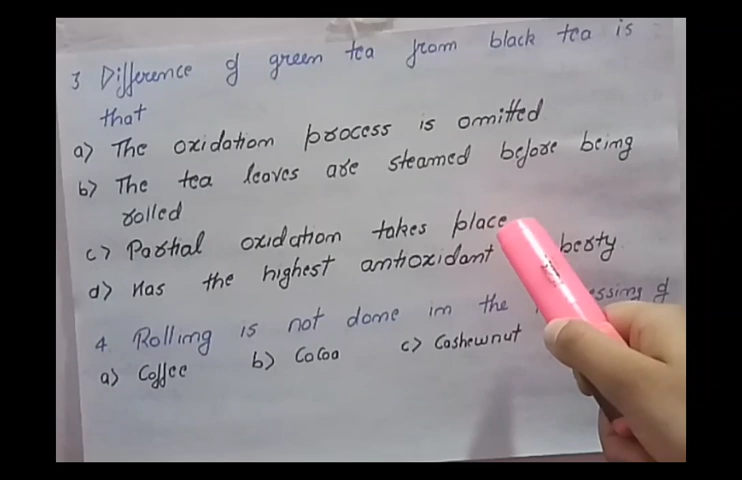 3 Difference of green tea from black tea is
that
a) The oxidation process is omitted
b) The tea leaves are steamed before being
rolled
c) Partial oxidation takes place
d) Has the highest antioxidant
4 Rolling is not done in the
a) Coffee b) Cocoa c) Cashewnut